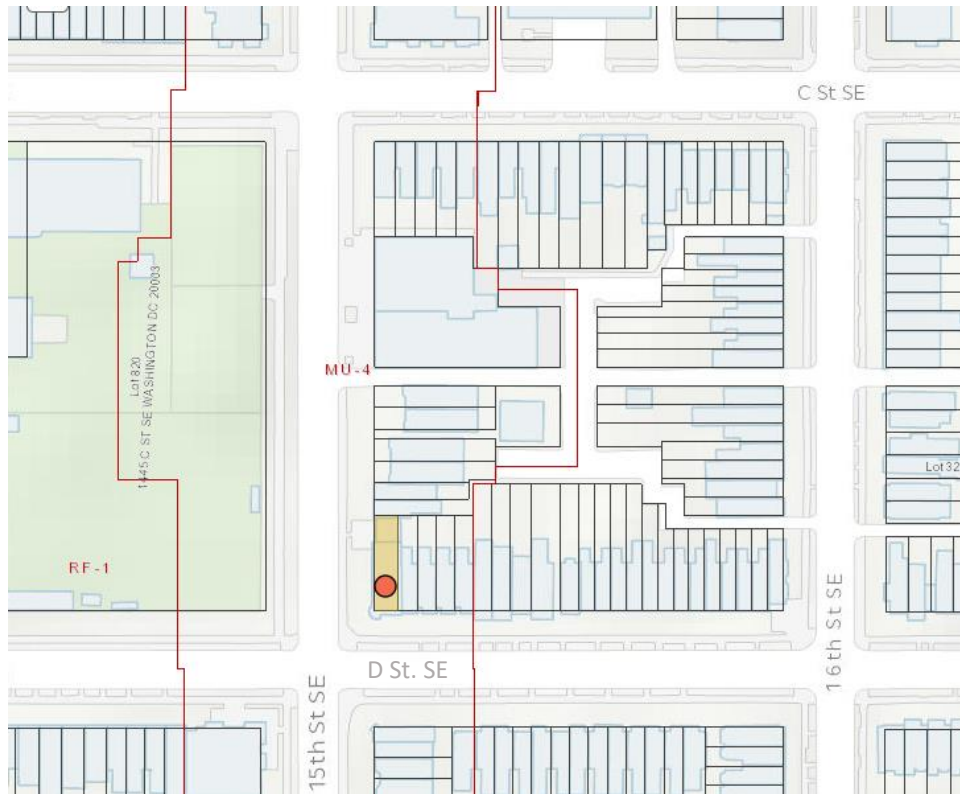 C St SE
Lot 820
1445 C ST SE WASHINGTON DC 20003
MU-4
Lot 32
RF-1
D St. SE
15th St SE
16th St SE